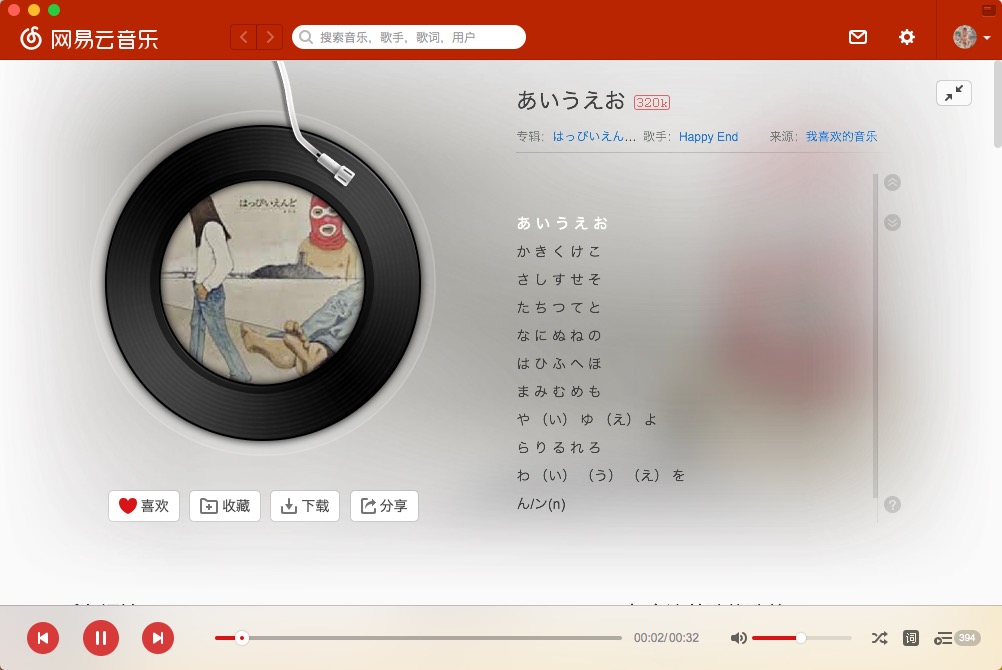 网易云音乐
搜索音乐，歌手，歌词，用户
あいうえお 320k
专辑：はっぴいえん... 歌手：Happy End 来源：我喜欢的音乐
はっぴいえんど
あ い う え お
か き く け こ
さ し す せ そ
た ち つ て と
な に ぬ ね の
は ひ ふ へ ほ
ま み む め も
や （い） ゆ （え） よ
ら り る れ ろ
わ （い） （う） （え） を
ん/ン(n)
?
喜欢 收藏 下载 分享
00:02/00:32 词 394